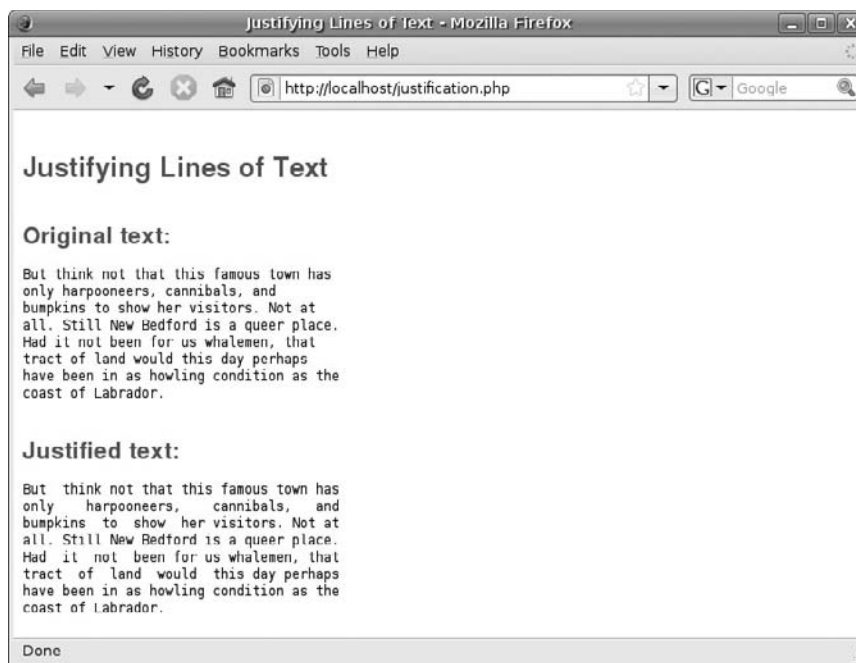 Justifying Lines of Text - Mozilla Firefox
File Edit View History Bookmarks Tools Help
http://localhost/justification.php G Google
Justifying Lines of Text
Original text:
But think not that this famous town has
only harpooneers, cannibals, and
bumpkins to show her visitors. Not at
all. Still New Bedford is a queer place.
Had it not been for us whalemen, that
tract of land would this day perhaps
have been in as howling condition as the
coast of Labrador.
Justified text:
But  think not that this famous town has
only    harpooneers,    cannibals,   and
bumpkins  to  show  her visitors. Not at
all. Still New Bedford is a queer place.
Had  it  not  been for us whalemen, that
tract  of  land  would  this day perhaps
have been in as howling condition as the
coast of Labrador.
Done